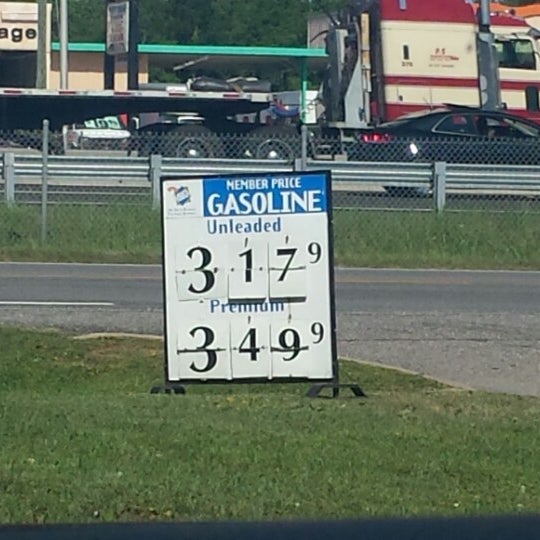 age
MEMBER PRICE
GASOLINE
Unleaded
3 1 7 9
Premium
3 4 9 9